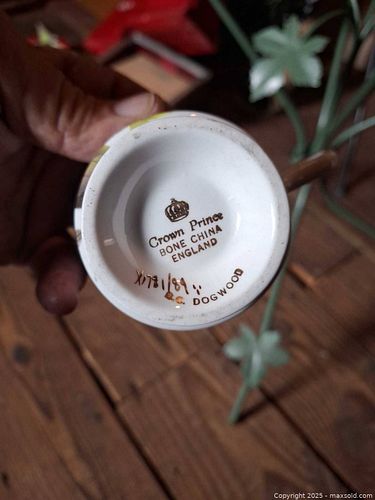 Crown Prince
BONE CHINA
ENGLAND
B.C. DOGWOOD
Copyright 2025 - maxsold.com